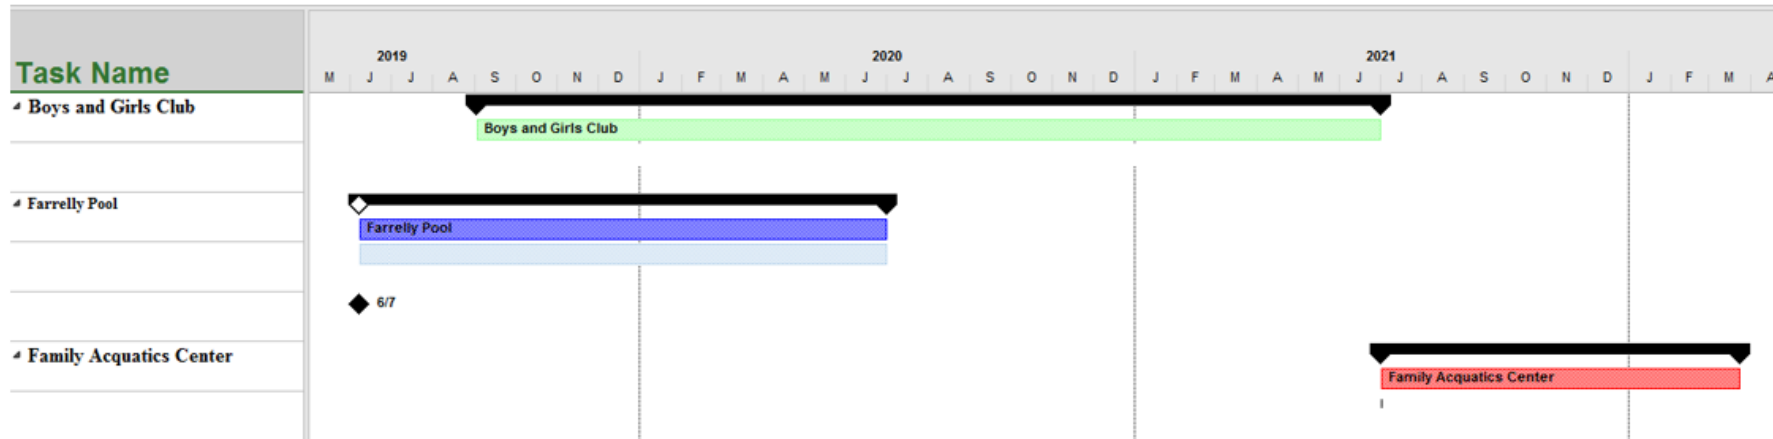 2019 2020 2021
Task Name M J J A S O N D J F M A M J J A S O N D J F M A M J J A S O N D J F M A
Boys and Girls Club
Boys and Girls Club
Farrelly Pool
Farrelly Pool
6/7
Family Acquatics Center
Family Acquatics Center